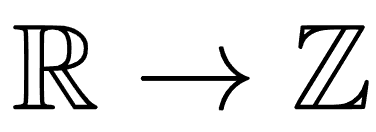 ℝ → ℤ